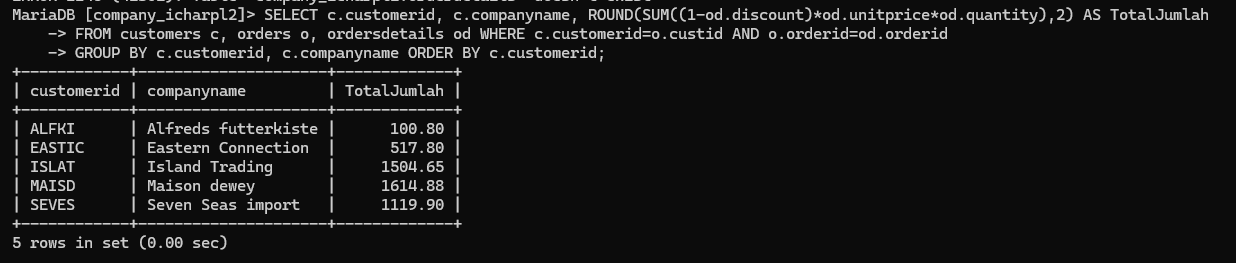 MariaDB [company_icharpl2]> SELECT c.customerid, c.companyname, ROUND(SUM((1-od.discount)*od.unitprice*od.quantity),2) AS TotalJumlah
    -> FROM customers c, orders o, ordersdetails od WHERE c.customerid=o.custid AND o.orderid=od.orderid
    -> GROUP BY c.customerid, c.companyname ORDER BY c.customerid;
+------------+---------------------+-------------+
| customerid | companyname         | TotalJumlah |
+------------+---------------------+-------------+
| ALFKI      | Alfreds futterkiste |      100.80 |
| EASTIC     | Eastern Connection  |      517.80 |
| ISLAT      | Island Trading      |     1504.65 |
| MAISD      | Maison dewey        |     1614.88 |
| SEVES      | Seven Seas import   |     1119.90 |
+------------+---------------------+-------------+
5 rows in set (0.00 sec)